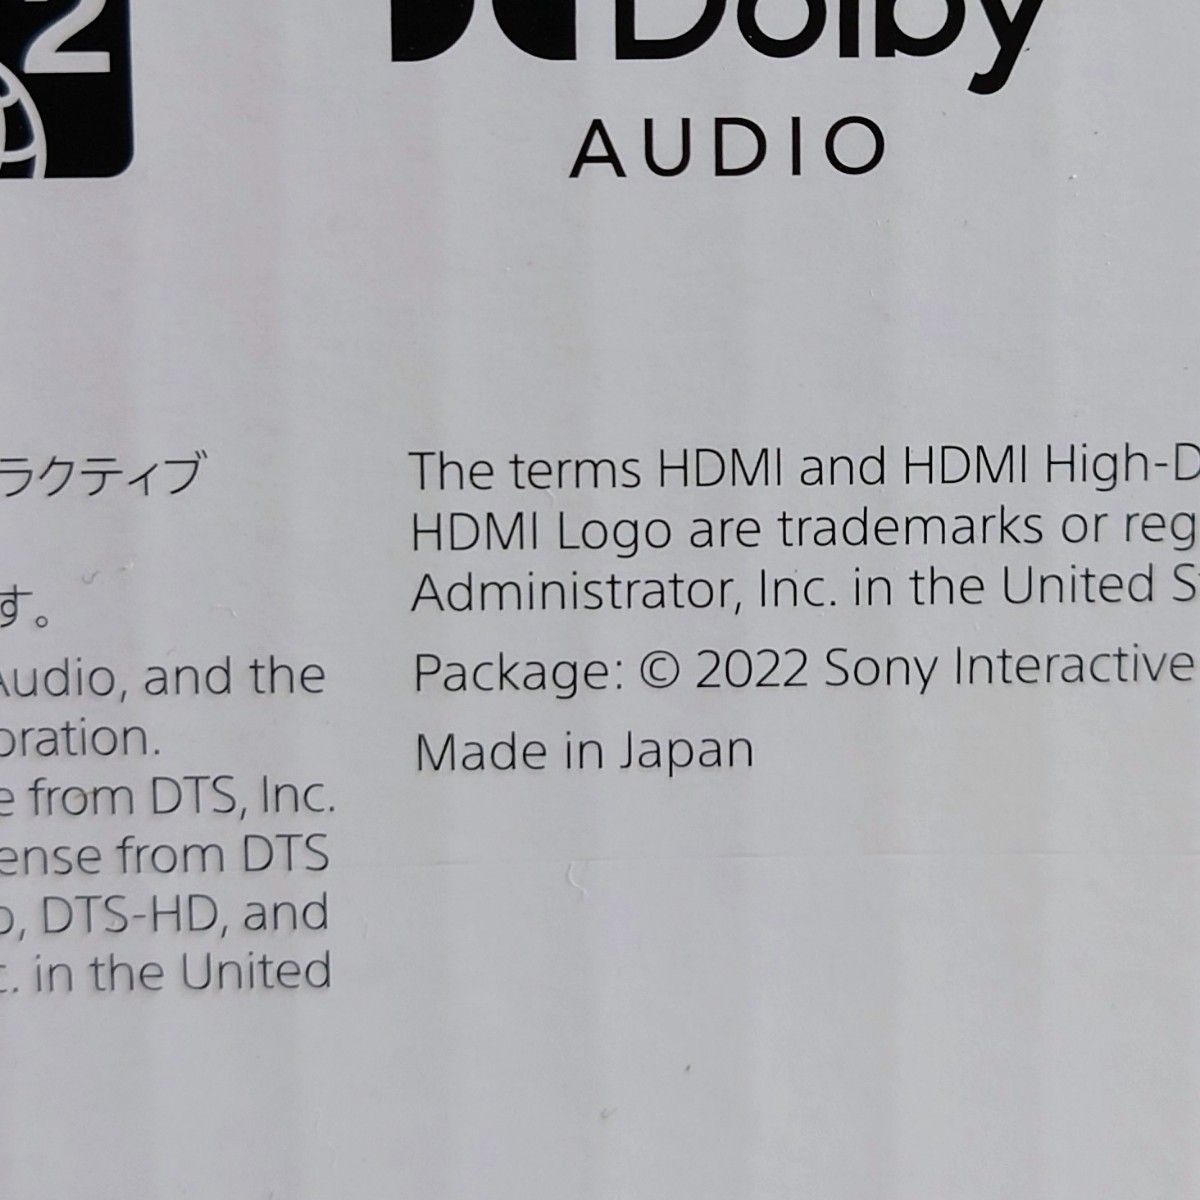 2
Dolby
AUDIO
ラクティブ
す。
Audio, and the
oration.
e from DTS, Inc.
ense from DTS
o, DTS-HD, and
c. in the United
The terms HDMI and HDMI High-D
HDMI Logo are trademarks or reg
Administrator, Inc. in the United S
Package: © 2022 Sony Interactive
Made in Japan